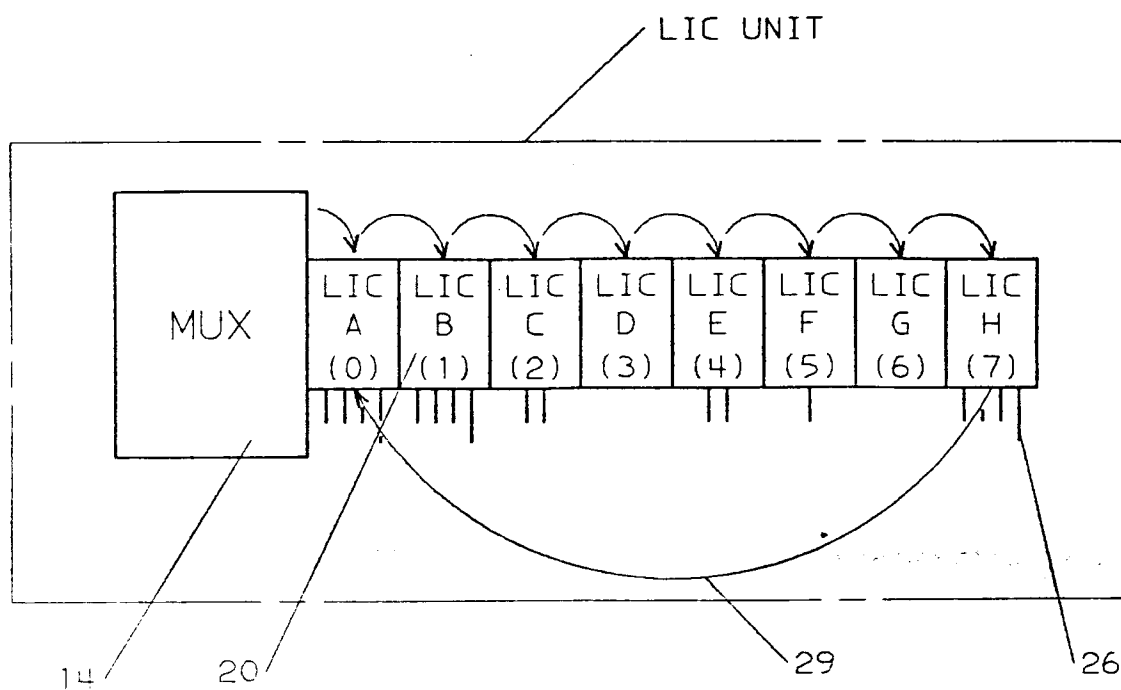 LIC UNIT
MUX
LIC A (0)
LIC B (1)
LIC C (2)
LIC D (3)
LIC E (4)
LIC F (5)
LIC G (6)
LIC H (7)
14
20
29
26